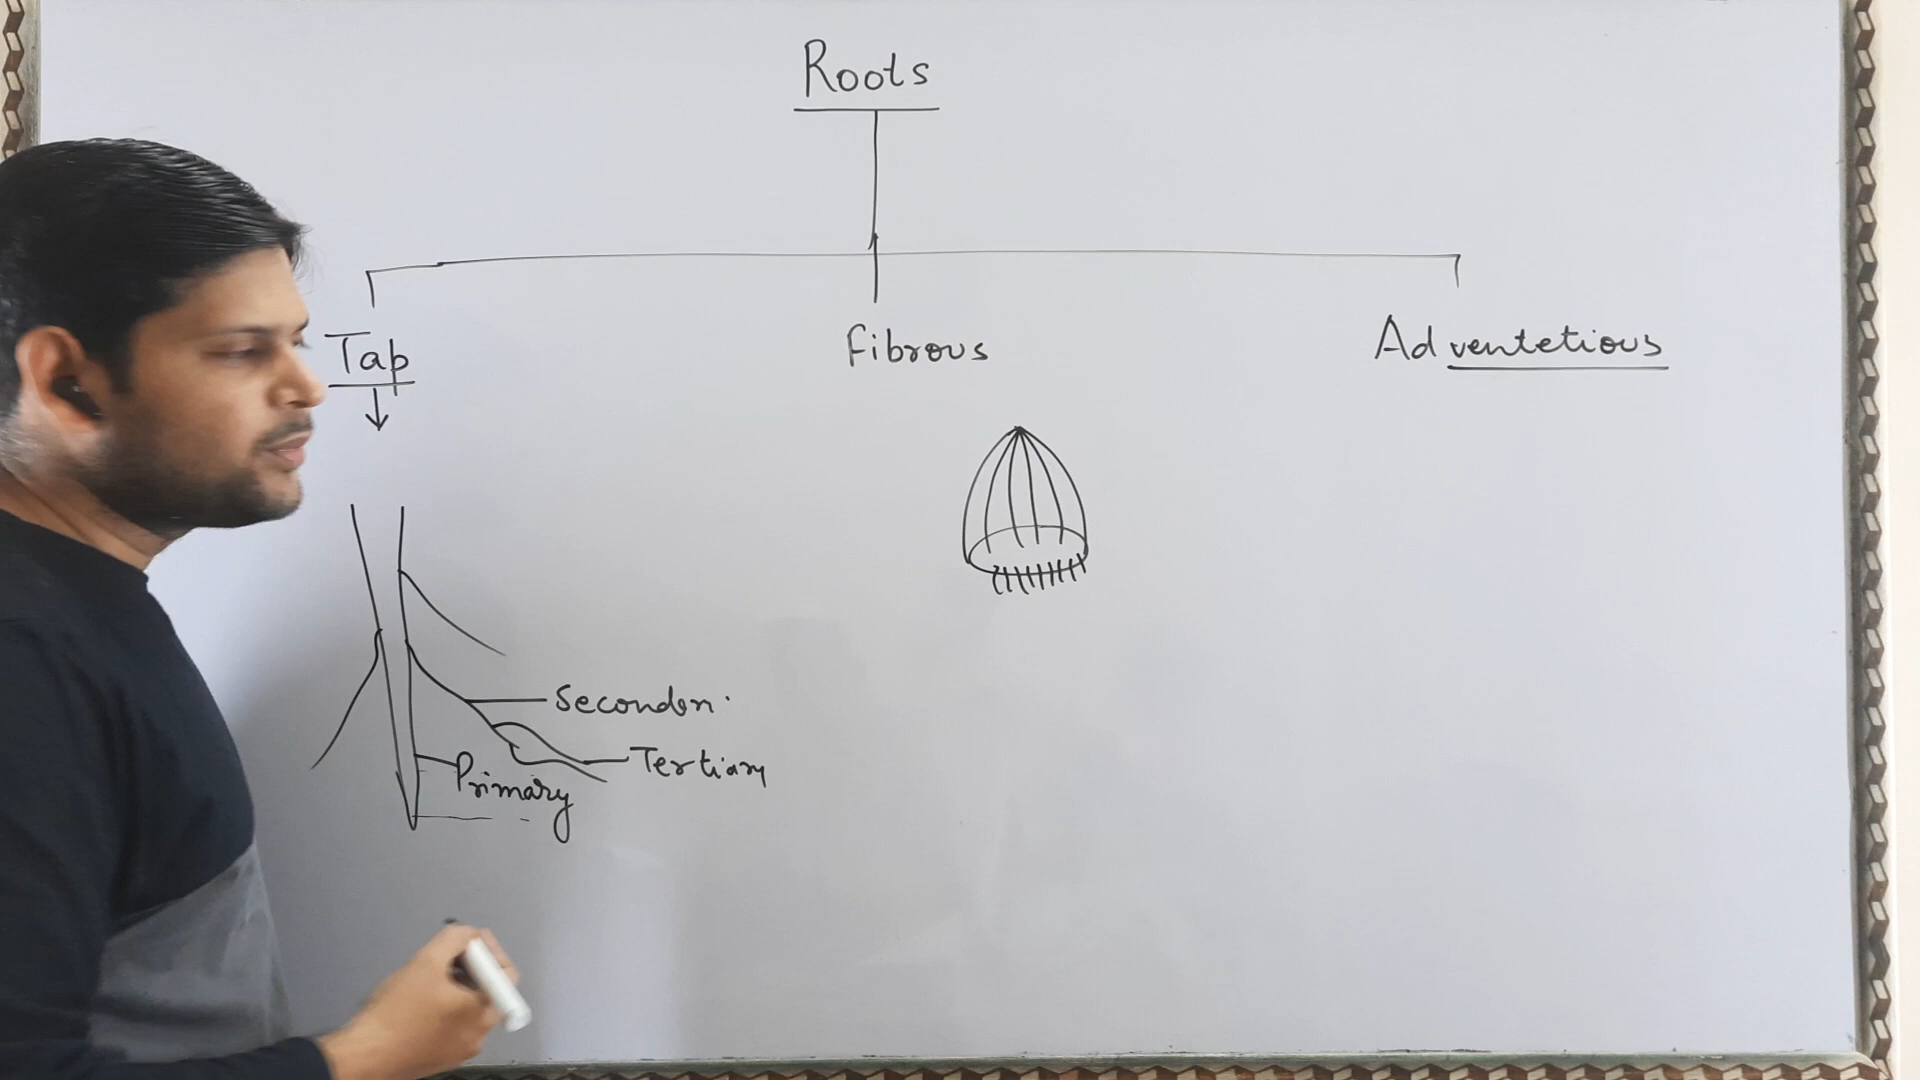 Roots
Tap
Fibrous
Adventetious
Secondary
Tertiary
Primary